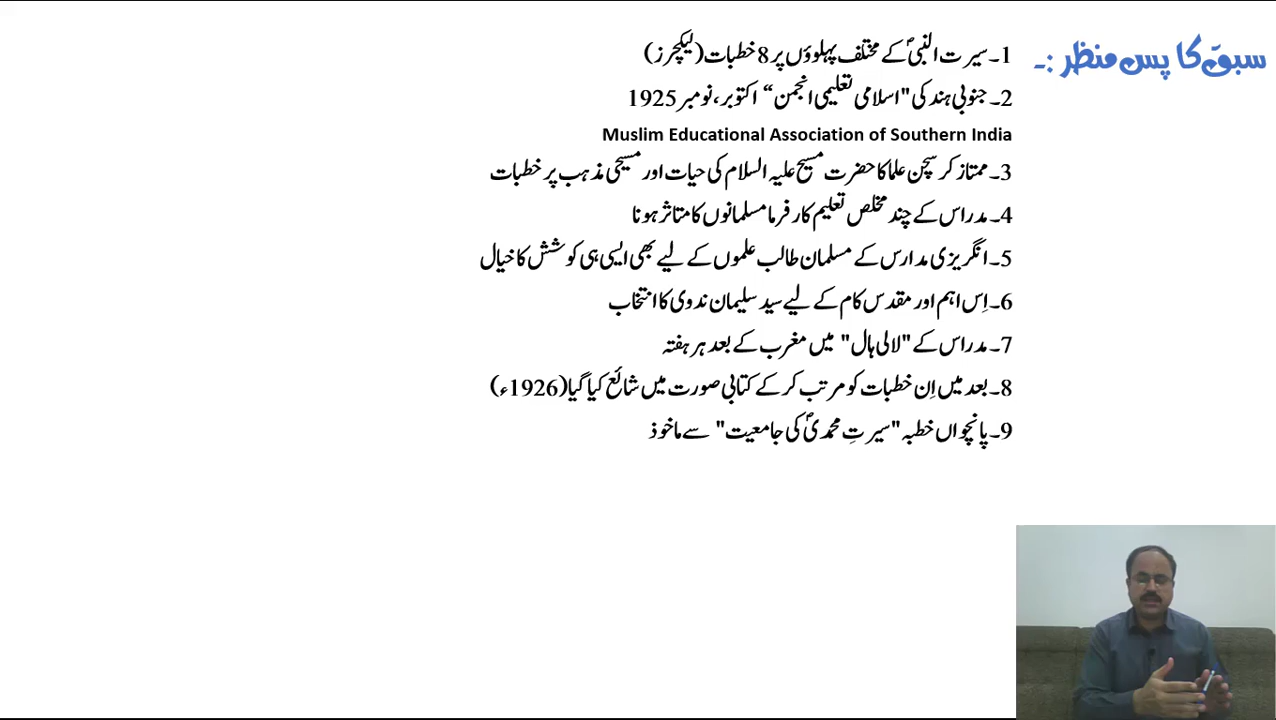 سبق کا پس منظر :۔
1۔ سیرت النبیؐ کے مختلف پہلوؤں پر 8 خطبات (لیکچرز)
2۔ جنوبی ہند کی "اسلامی تعلیمی انجمن“ اکتوبر، نومبر 1925
Muslim Educational Association of Southern India
3۔ ممتاز کرسچن علما کا حضرت مسیح علیہ السلام کی حیات اور مسیحی مذہب پر خطبات
4۔ مدراس کے چند مخلص تعلیم کار فرما مسلمانوں کا متاثر ہونا
5۔ انگریزی مدارس کے مسلمان طالب علموں کے لیے بھی ایسی ہی کوشش کا خیال
6۔ اِس اہم اور مقدس کام کے لیے سید سلیمان ندوی کا انتخاب
7۔ مدراس کے "لالی ہال" میں مغرب کے بعد ہر ہفتہ
8۔ بعد میں اِن خطبات کو مرتب کر کے کتابی صورت میں شائع کیا گیا (1926ء)
9۔ پانچواں خطبہ "سیرتِ محمدیؐ کی جامعیت" سے ماخوذ